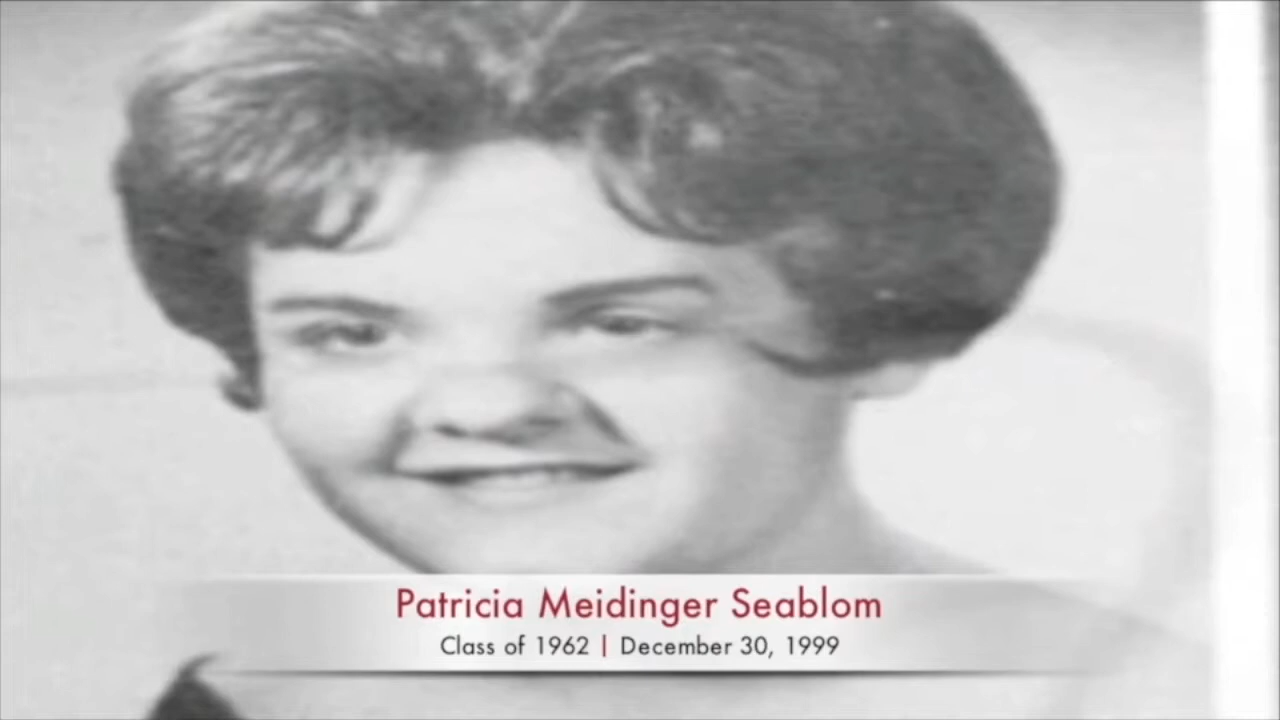 Patricia Meidinger Seablom
Class of 1962 | December 30, 1999